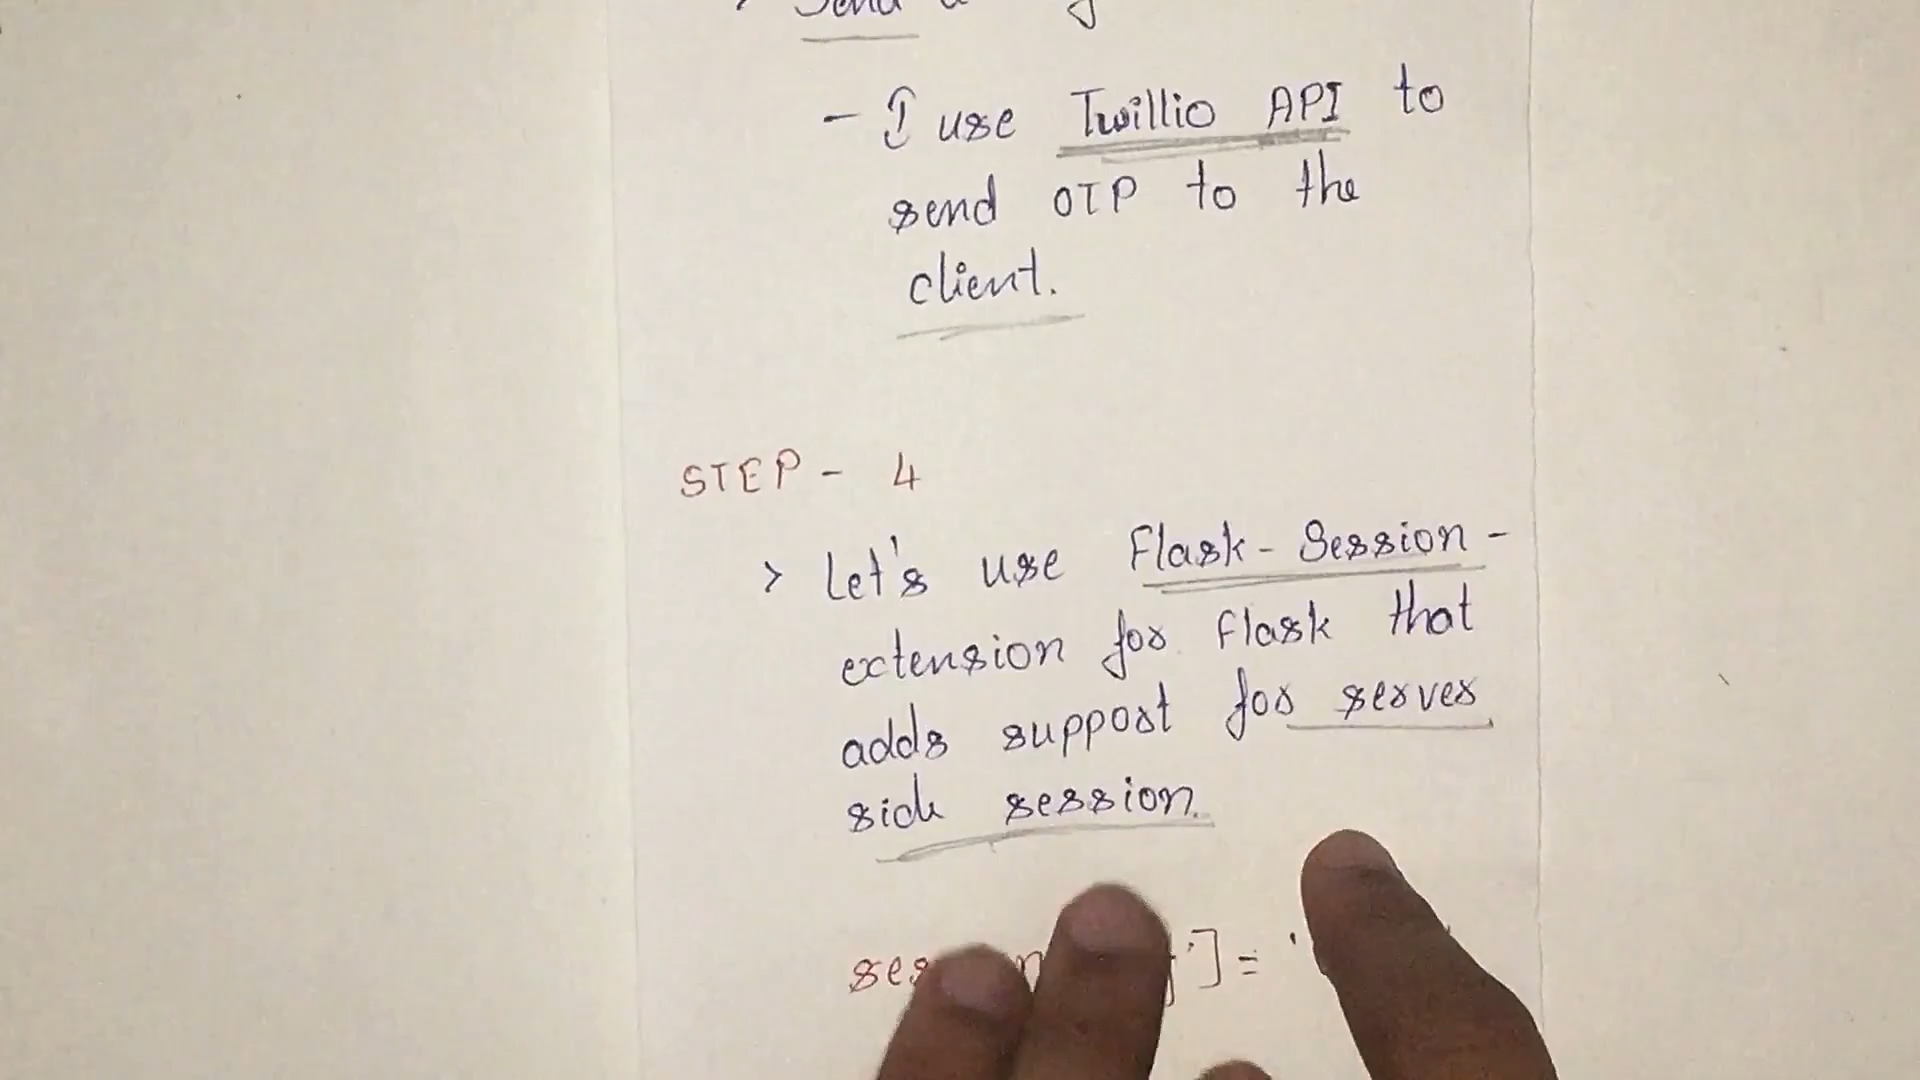 Send
- I use Twillio API to
send OTP to the
client.
STEP - 4
> Let's use Flask-Session -
extension for Flask that
adds support for server
side session.
']= '